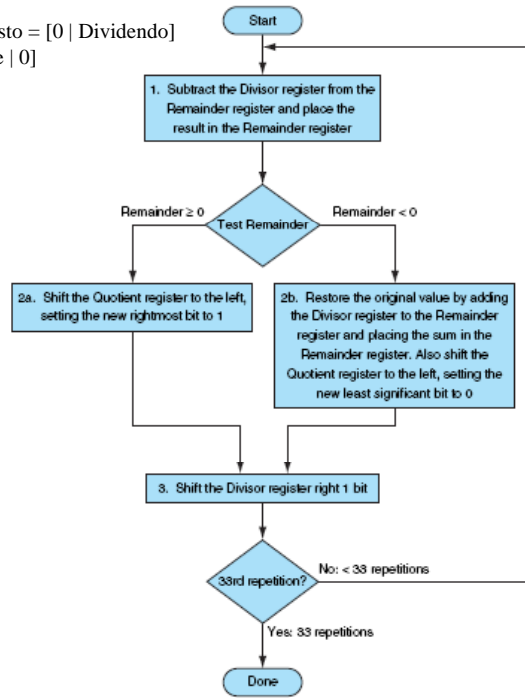 sto = [0 | Dividendo]
| 0]
Start
1. Subtract the Divisor register from the
Remainder register and place the
result in the Remainder register
Remainder ≥ 0
Remainder < 0
Test Remainder
2a. Shift the Quotient register to the left,
setting the new rightmost bit to 1
2b. Restore the original value by adding
the Divisor register to the Remainder
register and placing the sum in the
Remainder register. Also shift the
Quotient register to the left, setting the
new least significant bit to 0
3. Shift the Divisor register right 1 bit
33rd repetition?
No: < 33 repetitions
Yes: 33 repetitions
Done